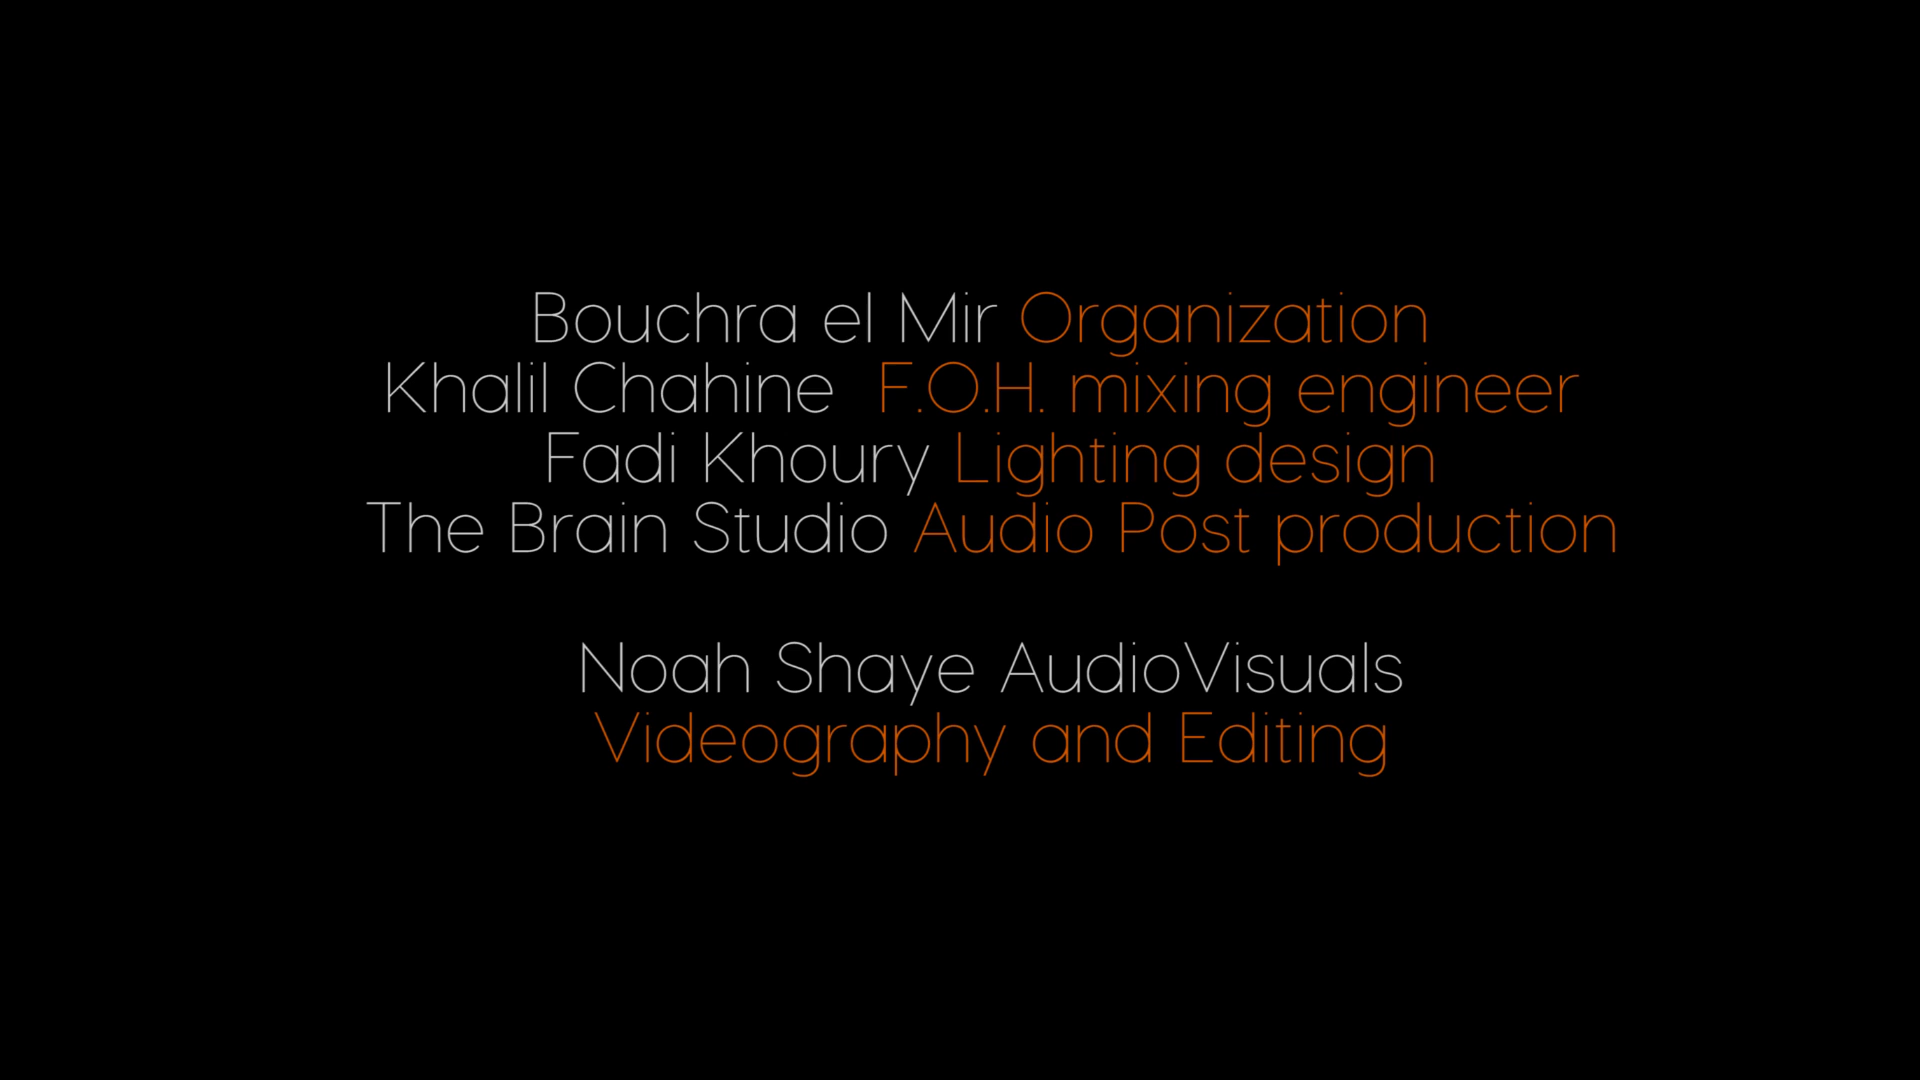 Bouchra el Mir Organization
Khalil Chahine F.O.H. mixing engineer
Fadi Khoury Lighting design
The Brain Studio Audio Post production
Noah Shaye AudioVisuals
Videography and Editing